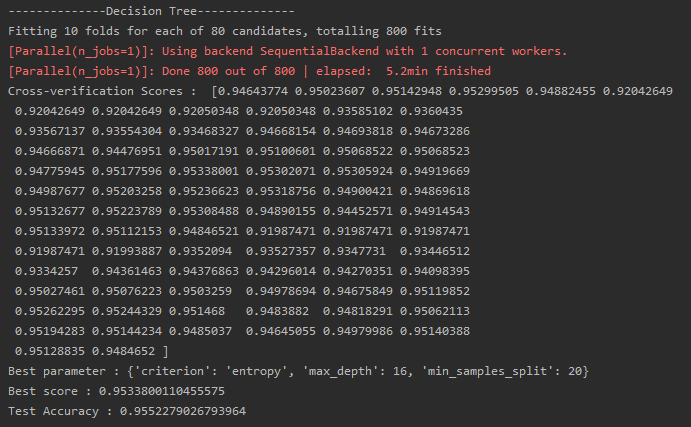 --------------Decision Tree--------------
Fitting 10 folds for each of 80 candidates, totalling 800 fits
[Parallel(n_jobs=1)]: Using backend SequentialBackend with 1 concurrent workers.
[Parallel(n_jobs=1)]: Done 800 out of 800 | elapsed:  5.2min finished
Cross-verification Scores :  [0.94643774 0.95023607 0.95142948 0.95299505 0.94882455 0.92042649
 0.92042649 0.92042649 0.92050348 0.92050348 0.93585102 0.9360435
 0.93567137 0.93554304 0.93468327 0.94668154 0.94693818 0.94673286
 0.94666871 0.94476951 0.95017191 0.95100601 0.95068522 0.95068523
 0.94775945 0.95177596 0.95338001 0.95302071 0.95305924 0.94919669
 0.94987677 0.95203258 0.95236623 0.95318756 0.94900421 0.94869618
 0.95132677 0.95223789 0.95308488 0.94890155 0.94452571 0.94914543
 0.95133972 0.95112153 0.94846521 0.91987471 0.91987471 0.91987471
 0.91987471 0.91993887 0.9352094  0.93527357 0.9347731  0.93446512
 0.9334257  0.94361463 0.94376863 0.94296014 0.94270351 0.94098395
 0.95027461 0.95076223 0.9503259  0.94978694 0.94675849 0.95119852
 0.95262295 0.95244329 0.951468   0.9483882  0.94818291 0.95062113
 0.95194283 0.95144234 0.9485037  0.94645055 0.94979986 0.95140388
 0.95128835 0.9484652 ]
Best parameter : {'criterion': 'entropy', 'max_depth': 16, 'min_samples_split': 20}
Best score : 0.9533800110455575
Test Accuracy : 0.9552279026793964